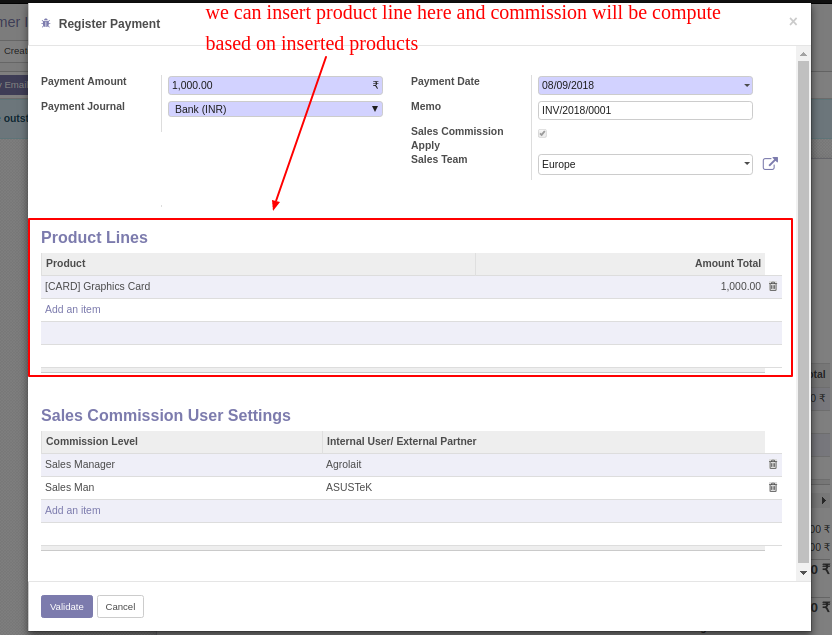 we can insert product line here and commission will be compute
based on inserted products
Register Payment
×
Payment Amount
1,000.00 ₹
Payment Journal
Bank (INR)
Payment Date
08/09/2018
Memo
INV/2018/0001
Sales Commission
Apply
Sales Team
Europe
Product Lines
Product Amount Total
[CARD] Graphics Card 1,000.00
Add an item
Sales Commission User Settings
Commission Level Internal User/ External Partner
Sales Manager Agrolait
Sales Man ASUSTeK
Add an item
Validate Cancel